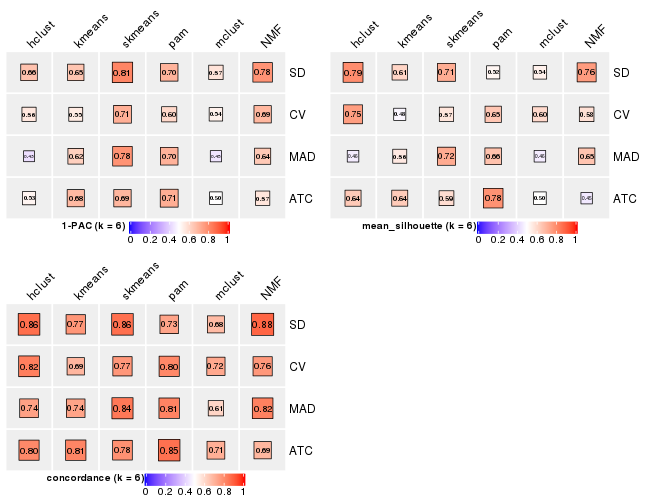 hclust kmeans skmeans pam mclust NMF
0.66 0.65 0.81 0.70 0.57 0.78 SD
0.56 0.55 0.71 0.60 0.54 0.69 CV
0.62 0.78 0.70 0.64 MAD
0.53 0.68 0.69 0.71 0.50 0.57 ATC
1-PAC (k = 6)
0 0.2 0.4 0.6 0.8 1
hclust kmeans skmeans pam mclust NMF
0.79 0.61 0.71 0.52 0.54 0.76 SD
0.75 0.48 0.57 0.65 0.60 0.58 CV
0.56 0.72 0.66 0.65 MAD
0.64 0.64 0.59 0.78 0.50 ATC
mean_silhouette (k = 6)
0 0.2 0.4 0.6 0.8 1
hclust kmeans skmeans pam mclust NMF
0.86 0.77 0.86 0.73 0.68 0.88 SD
0.82 0.69 0.77 0.80 0.72 0.76 CV
0.74 0.74 0.84 0.81 0.61 0.82 MAD
0.80 0.81 0.78 0.85 0.71 0.69 ATC
concordance (k = 6)
0 0.2 0.4 0.6 0.8 1